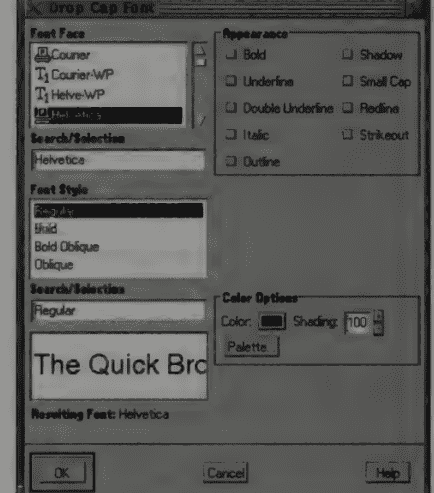 Drop Cap Font
Font Face
Courier
Courier-WP
Helve-WP
Helvetica
Search/Selection
Helvetica
Font Style
Regular
Bold
Bold Oblique
Oblique
Search/Selection
Regular
The Quick Bro
Resulting Font: Helvetica
Appearance
Bold
Shadow
Underline
Small Cap
Double Underline
Redline
Italic
Strikeout
Outline
Color Options
Color:
Shading:
100
Palette...
OK
Cancel
Help